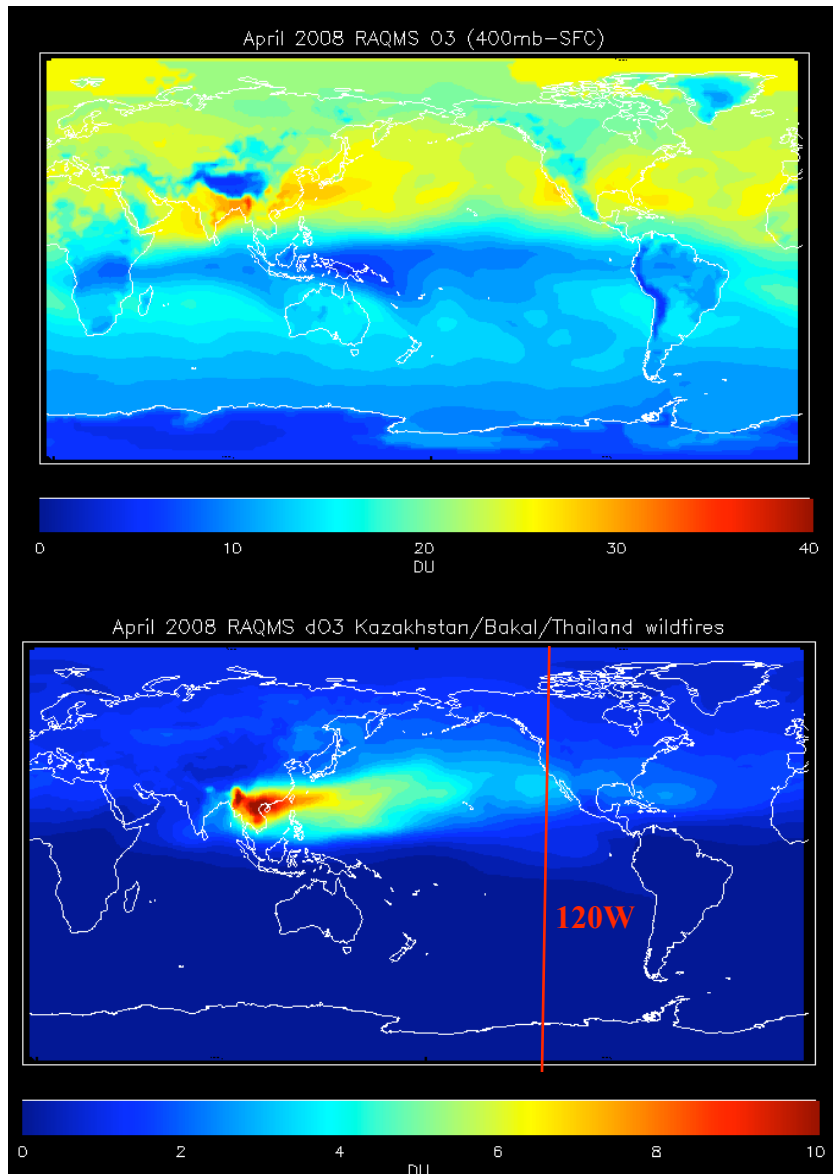 April 2008 RAQMS O3 (400mb-SFC)
0 10 20 30 40
DU
April 2008 RAQMS dO3 Kazakhstan/Bakal/Thailand wildfires
120W
0 2 4 6 8 10
DU